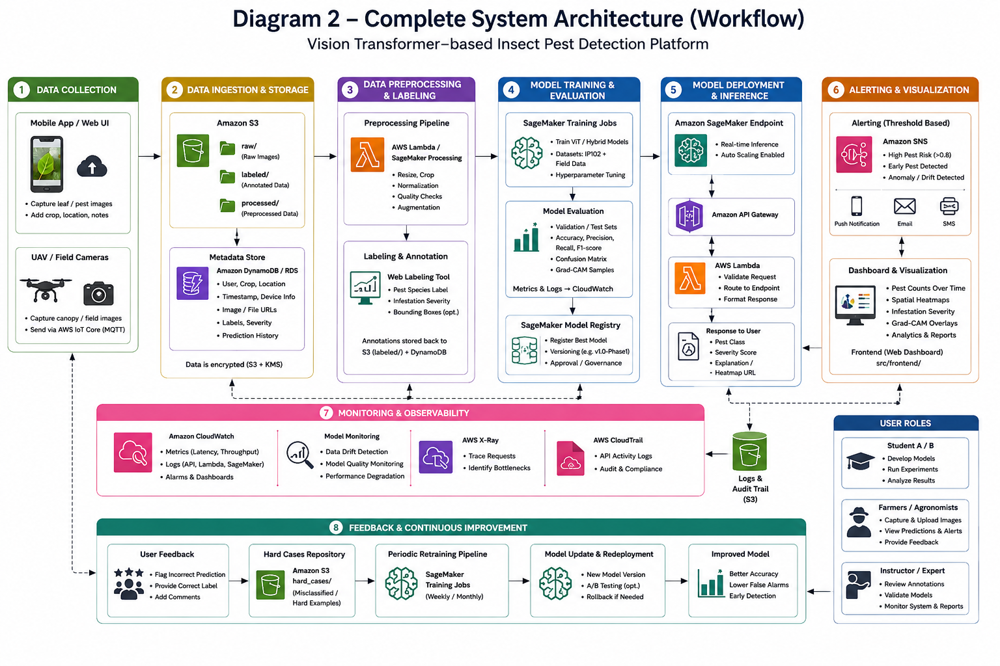 Diagram 2 – Complete System Architecture (Workflow)
Vision Transformer–based Insect Pest Detection Platform
1 DATA COLLECTION
Mobile App / Web UI
• Capture leaf / pest images
• Add crop, location, notes
UAV / Field Cameras
• Capture canopy / field images
• Send via AWS IoT Core (MQTT)
2 DATA INGESTION & STORAGE
Amazon S3
raw/
(Raw Images)
labeled/
(Annotated Data)
processed/
(Preprocessed Data)
Metadata Store
Amazon DynamoDB / RDS
• User, Crop, Location
• Timestamp, Device Info
• Image / File URLs
• Labels, Severity
• Prediction History
Data is encrypted (S3 + KMS)
3 DATA PREPROCESSING
& LABELING
Preprocessing Pipeline
AWS Lambda /
SageMaker Processing
• Resize, Crop
• Normalization
• Quality Checks
• Augmentation
Labeling & Annotation
Web Labeling Tool
• Pest Species Label
• Infestation Severity
• Bounding Boxes (opt.)
Annotations stored back to
S3 (labeled/) + DynamoDB
4 MODEL TRAINING &
EVALUATION
SageMaker Training Jobs
• Train ViT / Hybrid Models
• Datasets: IP102 +
Field Data
• Hyperparameter Tuning
Model Evaluation
• Validation / Test Sets
• Accuracy, Precision,
Recall, F1-score
• Confusion Matrix
• Grad-CAM Samples
Metrics & Logs → CloudWatch
SageMaker Model Registry
• Register Best Model
• Versioning (e.g. v1.0-Phase1)
• Approval / Governance
5 MODEL DEPLOYMENT
& INFERENCE
Amazon SageMaker Endpoint
• Real-time Inference
• Auto Scaling Enabled
Amazon API Gateway
AWS Lambda
• Validate Request
• Route to Endpoint
• Format Response
Response to User
• Pest Class
• Severity Score
• Explanation /
• Heatmap URL
6 ALERTING & VISUALIZATION
Alerting (Threshold Based)
Amazon SNS
• High Pest Risk (>0.8)
• Early Pest Detected
• Anomaly / Drift Detected
Push Notification
Email
SMS
Dashboard & Visualization
• Pest Counts Over Time
• Spatial Heatmaps
• Infestation Severity
• Grad-CAM Overlays
• Analytics & Reports
Frontend (Web Dashboard)
src/frontend/
7 MONITORING & OBSERVABILITY
Amazon CloudWatch
• Metrics (Latency, Throughput)
• Logs (API, Lambda, SageMaker)
• Alarms & Dashboards
Model Monitoring
• Data Drift Detection
• Model Quality Monitoring
• Performance Degradation
AWS X-Ray
• Trace Requests
• Identify Bottlenecks
AWS CloudTrail
• API Activity Logs
• Audit & Compliance
Logs &
Audit Trail
(S3)
USER ROLES
Student A / B
• Develop Models
• Run Experiments
• Analyze Results
Farmers / Agronomists
• Capture & Upload Images
• View Predictions & Alerts
• Provide Feedback
Instructor / Expert
• Review Annotations
• Validate Models
• Monitor System & Reports
8 FEEDBACK & CONTINUOUS IMPROVEMENT
User Feedback
• Flag Incorrect Prediction
• Provide Correct Label
• Add Comments
Hard Cases Repository
Amazon S3
hard_cases/
(Misclassified /
Hard Examples)
Periodic Retraining Pipeline
SageMaker
Training Jobs
(Weekly / Monthly)
Model Update & Redeployment
• New Model Version
• A/B Testing (opt.)
• Rollback if Needed
Improved Model
Better Accuracy
Lower False Alarms
Early Detection